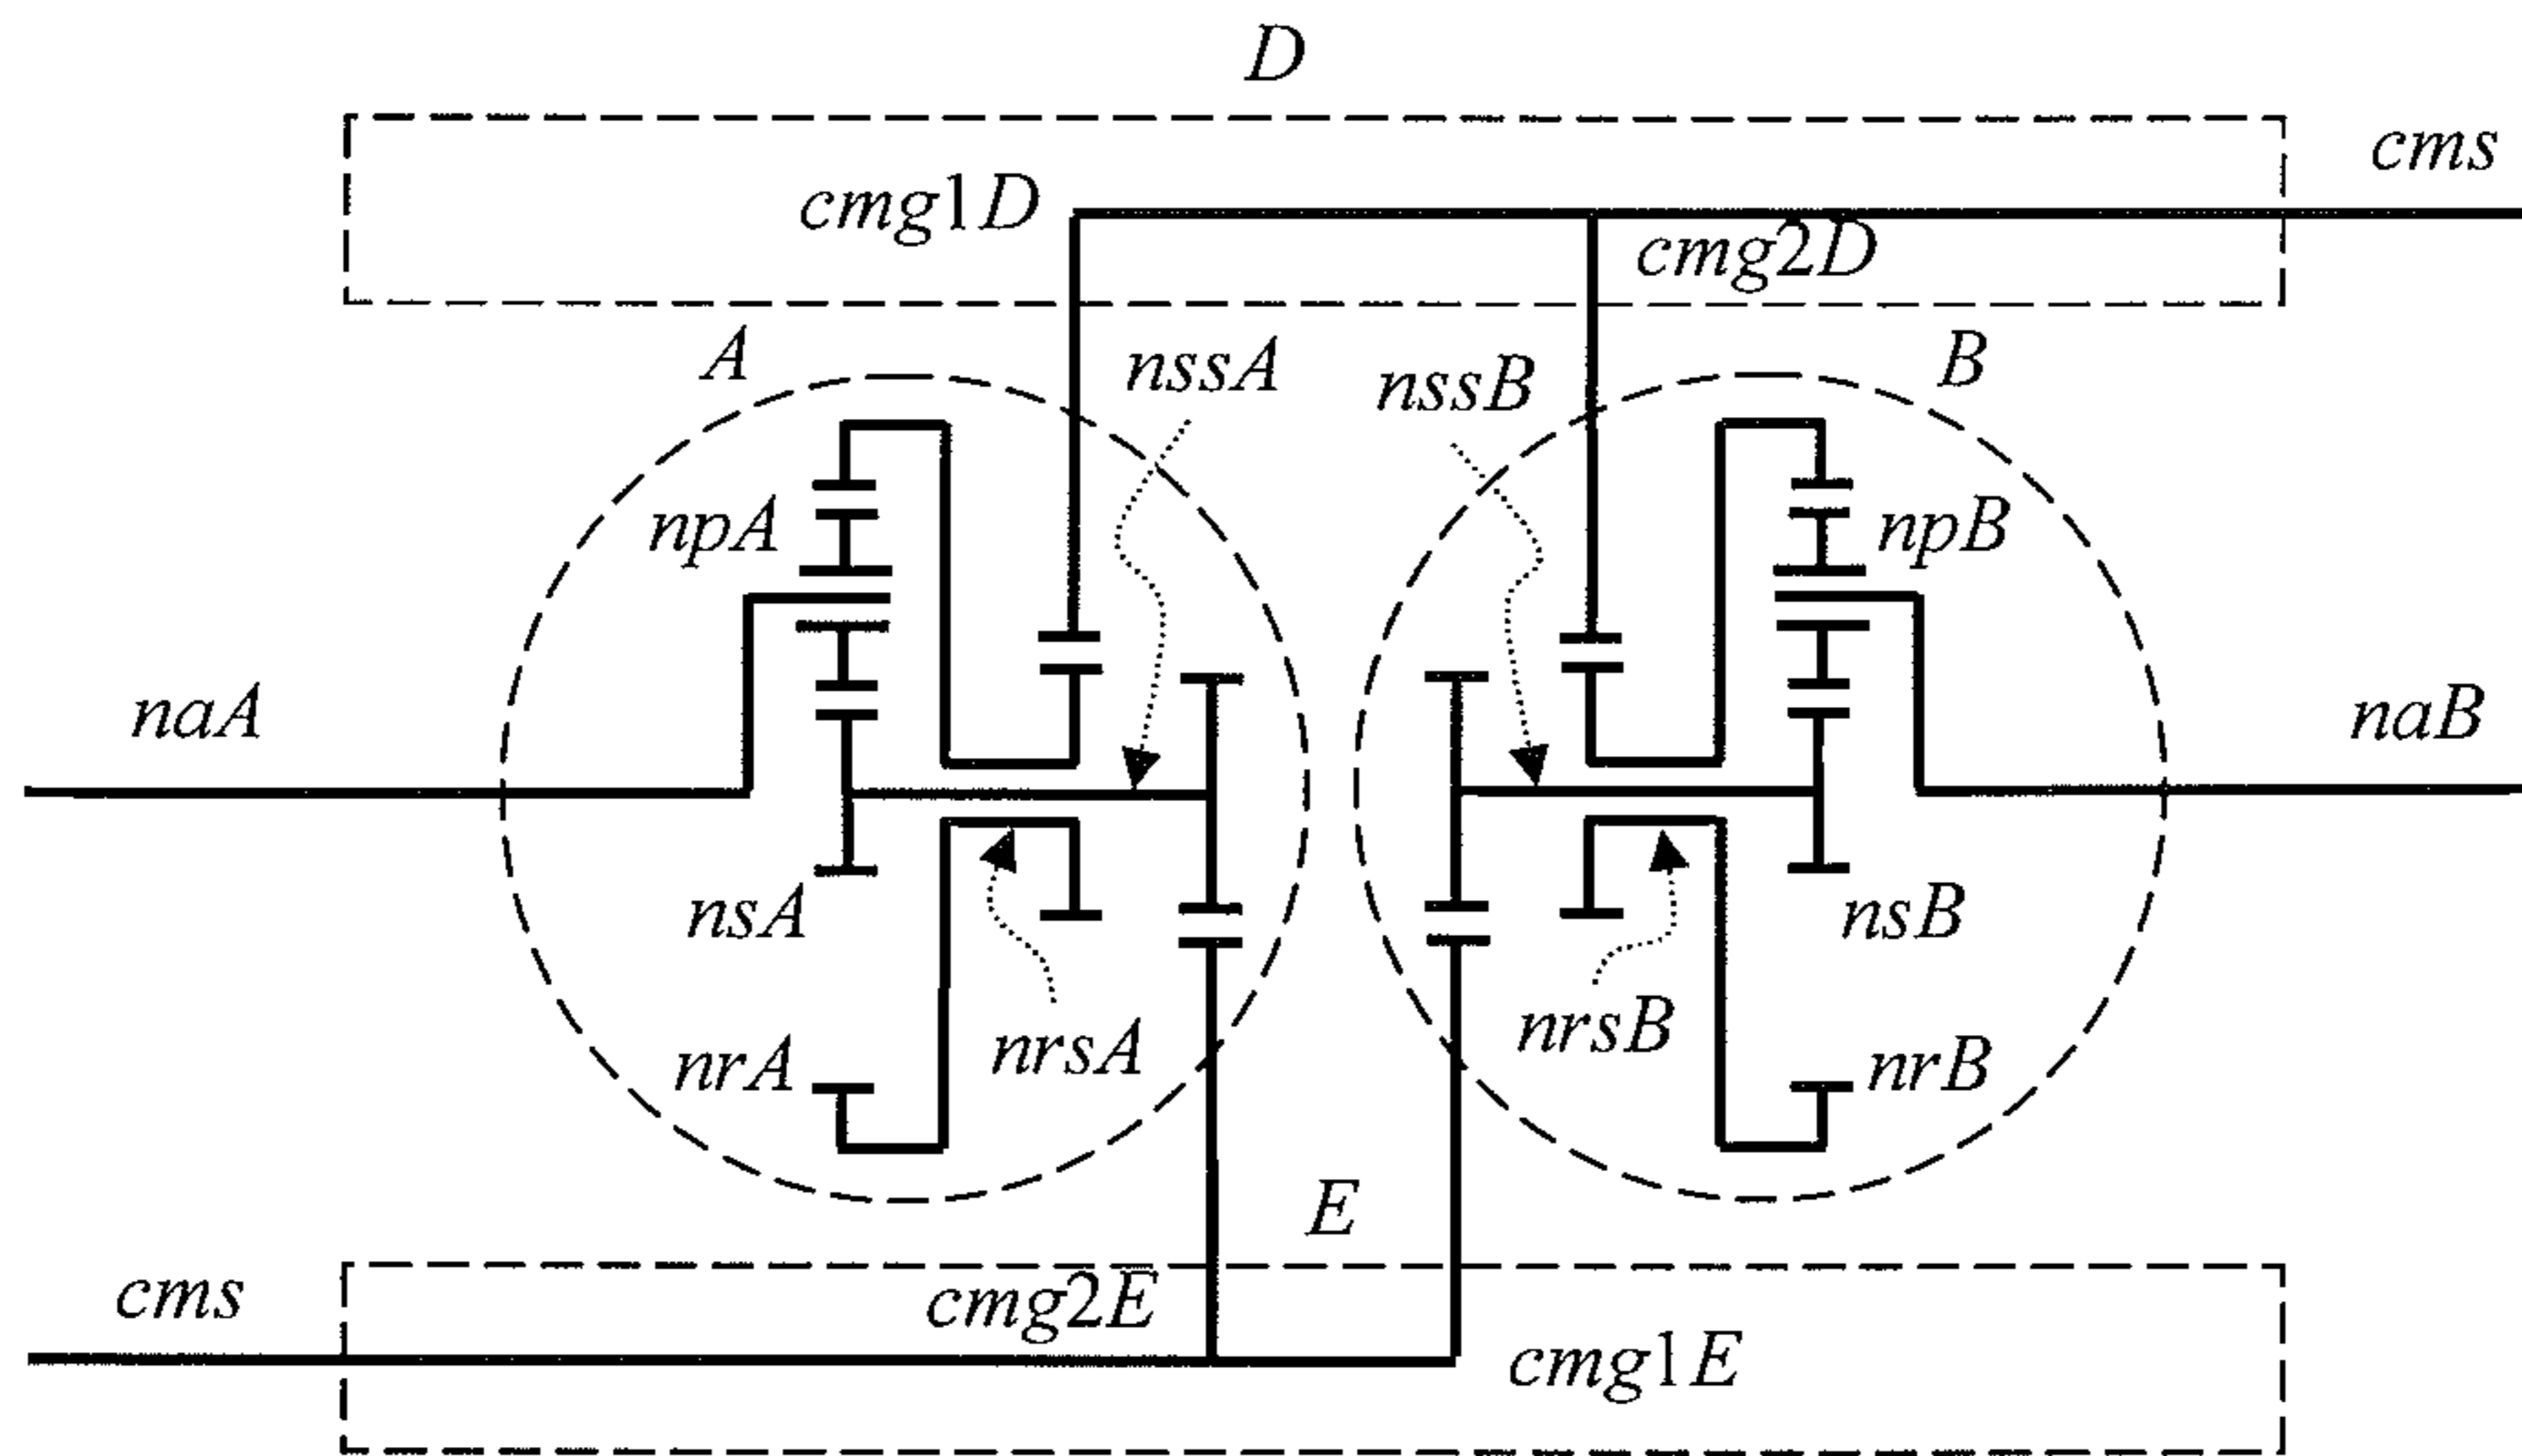 D
cms
cmg1D
cmg2D
A
nssA
nssB
B
npA
npB
naA
naB
nsA
nsB
nrA
nrsA
nrsB
nrB
E
cms
cmg2E
cmg1E